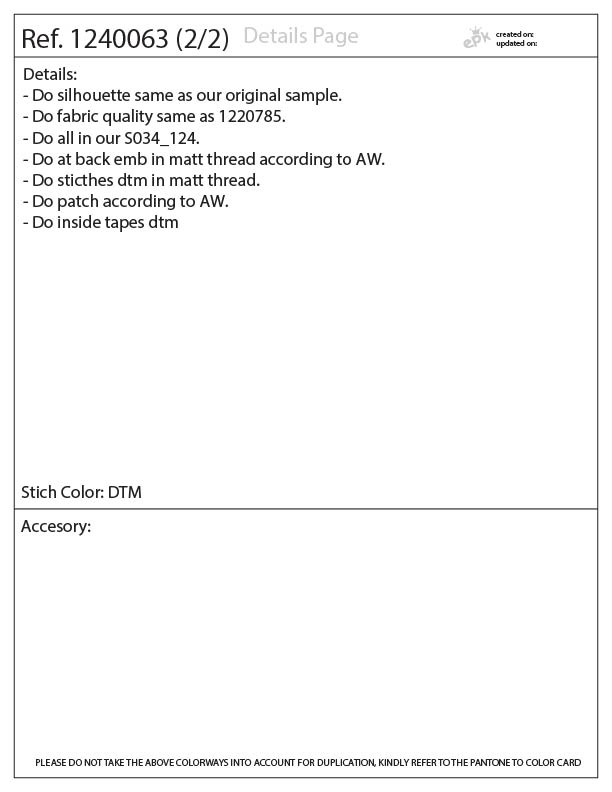 Ref. 1240063 (2/2) Details Page epk created on:
updated on:
Details:
- Do silhouette same as our original sample.
- Do fabric quality same as 1220785.
- Do all in our S034_124.
- Do at back emb in matt thread according to AW.
- Do sticthes dtm in matt thread.
- Do patch according to AW.
- Do inside tapes dtm
Stich Color: DTM
Accesory:
PLEASE DO NOT TAKE THE ABOVE COLORWAYS INTO ACCOUNT FOR DUPLICATION, KINDLY REFER TO THE PANTONE TO COLOR CARD